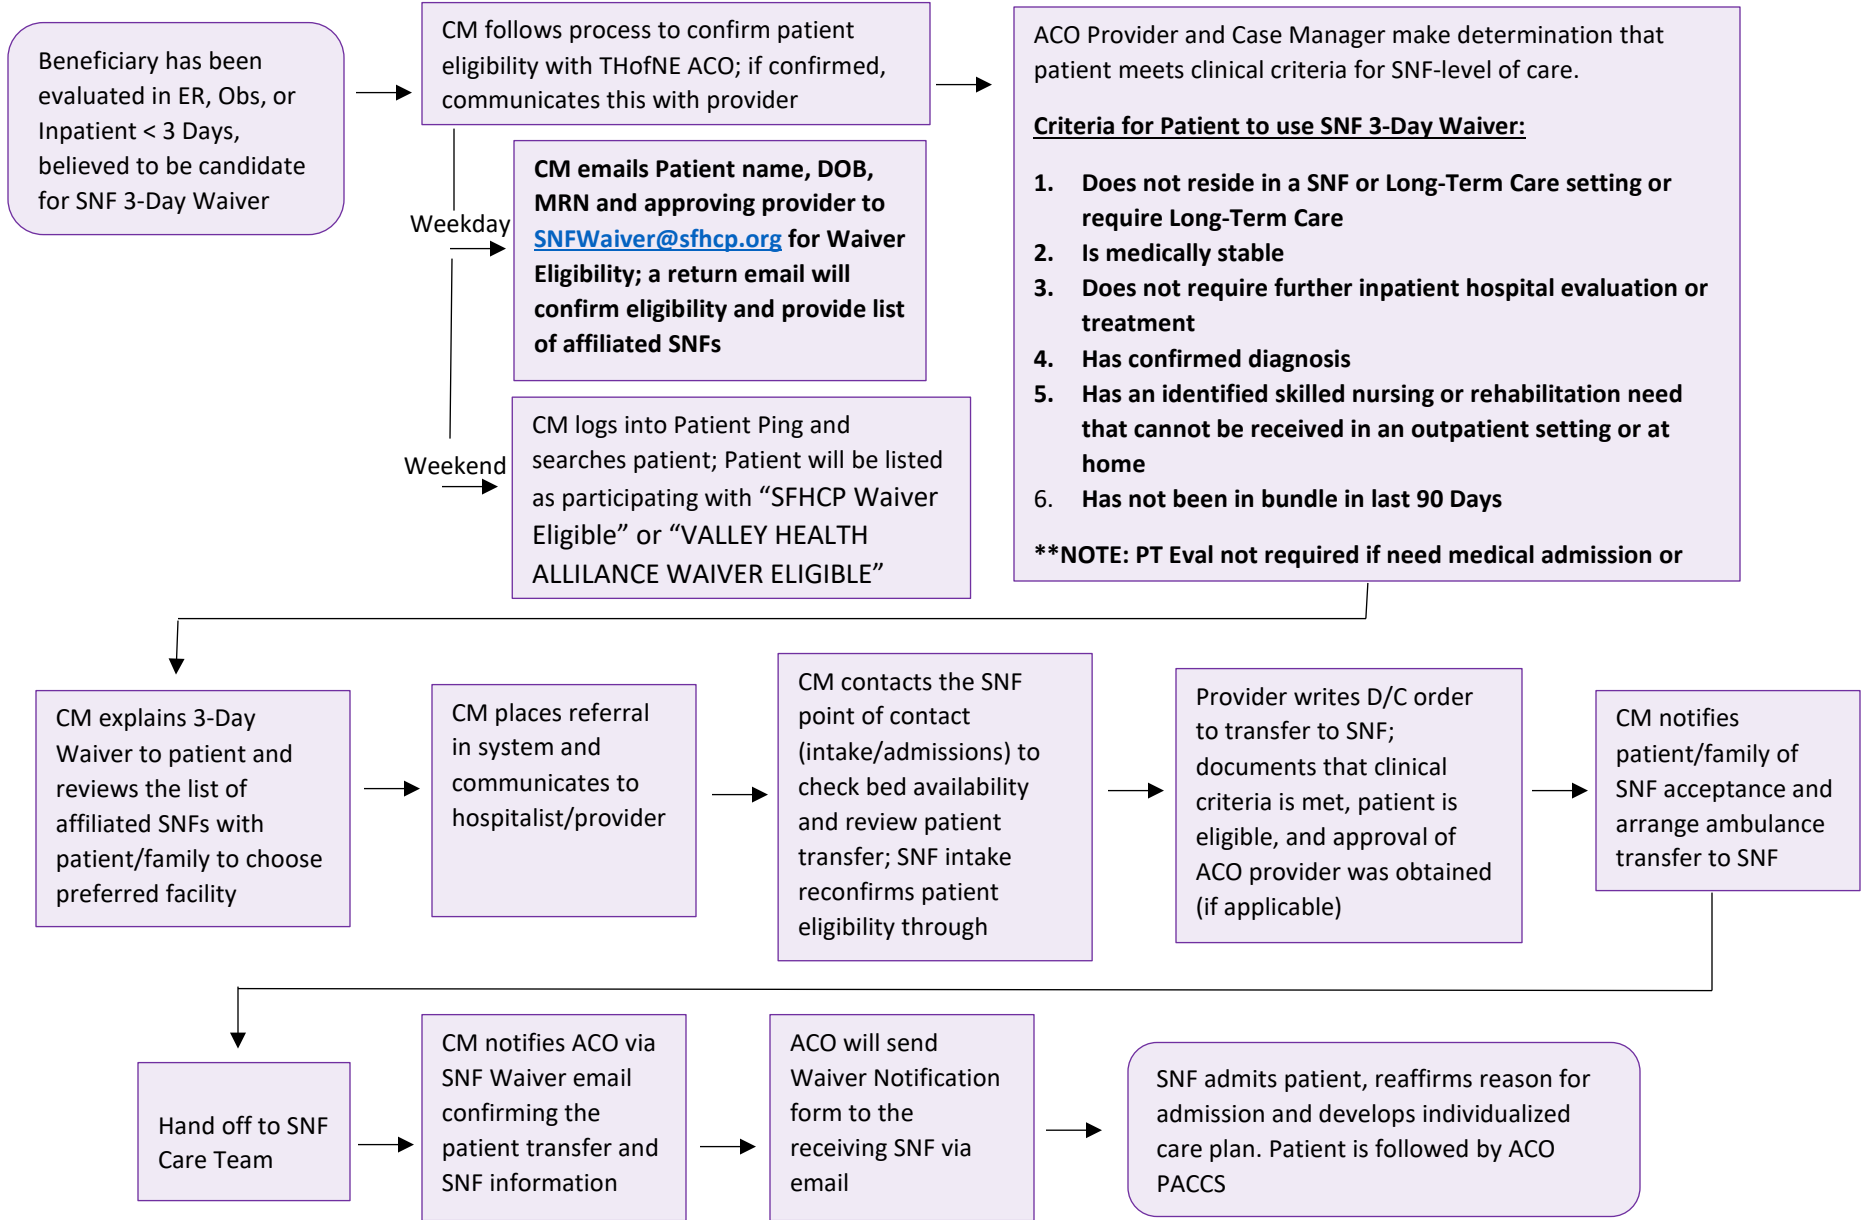 Beneficiary has been
evaluated in ER, Obs, or
Inpatient < 3 Days,
believed to be candidate
for SNF 3-Day Waiver
CM follows process to confirm patient
eligibility with THofNE ACO; if confirmed,
communicates this with provider
Weekday
CM emails Patient name, DOB,
MRN and approving provider to
SNFWaiver@sfhcp.org for Waiver
Eligibility; a return email will
confirm eligibility and provide list
of affiliated SNFs
Weekend
CM logs into Patient Ping and
searches patient; Patient will be listed
as participating with “SFHCP Waiver
Eligible” or “VALLEY HEALTH
ALLILANCE WAIVER ELIGIBLE”
ACO Provider and Case Manager make determination that
patient meets clinical criteria for SNF-level of care.
Criteria for Patient to use SNF 3-Day Waiver:
1. Does not reside in a SNF or Long-Term Care setting or
require Long-Term Care
2. Is medically stable
3. Does not require further inpatient hospital evaluation or
treatment
4. Has confirmed diagnosis
5. Has an identified skilled nursing or rehabilitation need
that cannot be received in an outpatient setting or at
home
6. Has not been in bundle in last 90 Days
**NOTE: PT Eval not required if need medical admission or
CM explains 3-Day
Waiver to patient and
reviews the list of
affiliated SNFs with
patient/family to choose
preferred facility
CM places referral
in system and
communicates to
hospitalist/provider
CM contacts the SNF
point of contact
(intake/admissions) to
check bed availability
and review patient
transfer; SNF intake
reconfirms patient
eligibility through
Provider writes D/C order
to transfer to SNF;
documents that clinical
criteria is met, patient is
eligible, and approval of
ACO provider was obtained
(if applicable)
CM notifies
patient/family of
SNF acceptance and
arrange ambulance
transfer to SNF
Hand off to SNF
Care Team
CM notifies ACO via
SNF Waiver email
confirming the
patient transfer and
SNF information
ACO will send
Waiver Notification
form to the
receiving SNF via
email
SNF admits patient, reaffirms reason for
admission and develops individualized
care plan. Patient is followed by ACO
PACCS